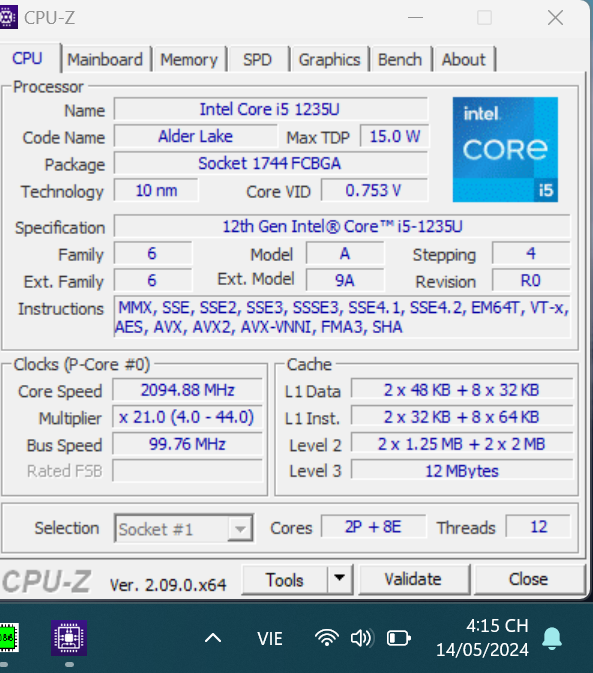 CPU-Z
CPU Mainboard Memory SPD Graphics Bench About
Processor
Name Intel Core i5 1235U
Code Name Alder Lake Max TDP 15.0 W
Package Socket 1744 FCBGA
Technology 10 nm Core VID 0.753 V
intel
CORE
i5
Specification 12th Gen Intel® Core™ i5-1235U
Family 6 Model A Stepping 4
Ext. Family 6 Ext. Model 9A Revision R0
Instructions MMX, SSE, SSE2, SSE3, SSSE3, SSE4.1, SSE4.2, EM64T, VT-x,
AES, AVX, AVX2, AVX-VNNI, FMA3, SHA
Clocks (P-Core #0)
Core Speed 2094.88 MHz
Multiplier x 21.0 (4.0 - 44.0)
Bus Speed 99.76 MHz
Rated FSB
Cache
L1 Data 2 x 48 KB + 8 x 32 KB
L1 Inst. 2 x 32 KB + 8 x 64 KB
Level 2 2 x 1.25 MB + 2 x 2 MB
Level 3 12 MBytes
Selection Socket #1 Cores 2P + 8E Threads 12
CPU-Z Ver. 2.09.0.x64 Tools Validate Close
VIE
4:15 CH
14/05/2024